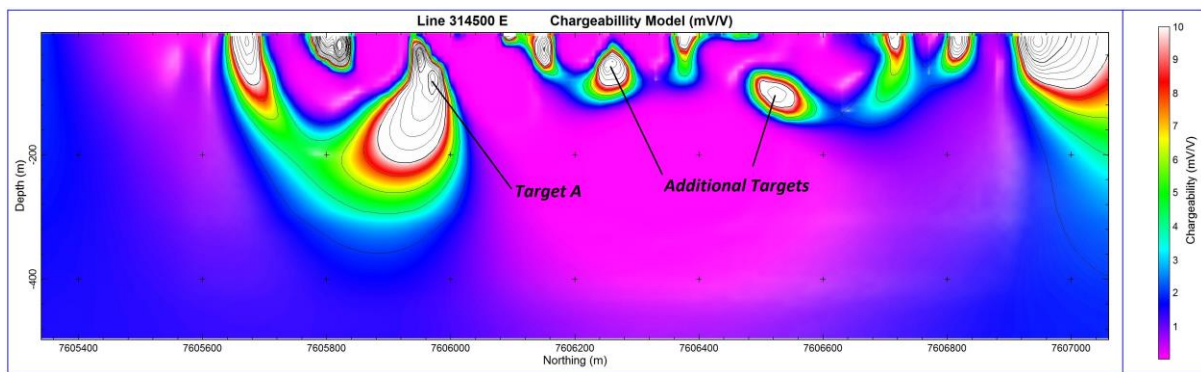 Line 314500 E Chargeabillity Model (mV/V)
Depth (m)
-200
-400
Target A
Additional Targets
7605400 7605600 7605800 7606000 7606200 7606400 7606600 7606800 7607000
Northing (m)
10
9
8
7
6
5
4
3
2
1
Chargeability (mV/V)